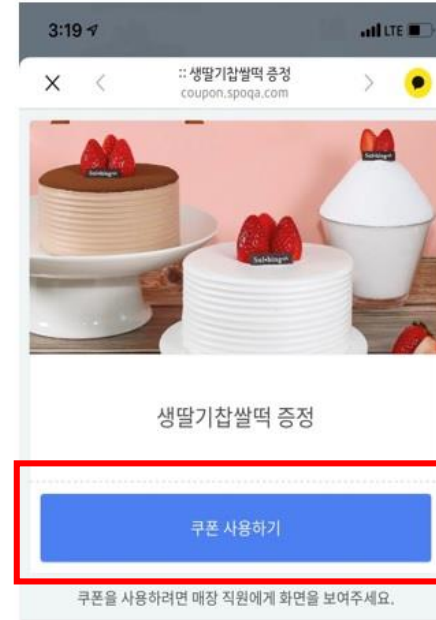 3:19
LTE
:: 생딸기찹쌀떡 증정
coupon.spoqa.com
생딸기찹쌀떡 증정
쿠폰 사용하기
쿠폰을 사용하려면 매장 직원에게 화면을 보여주세요.